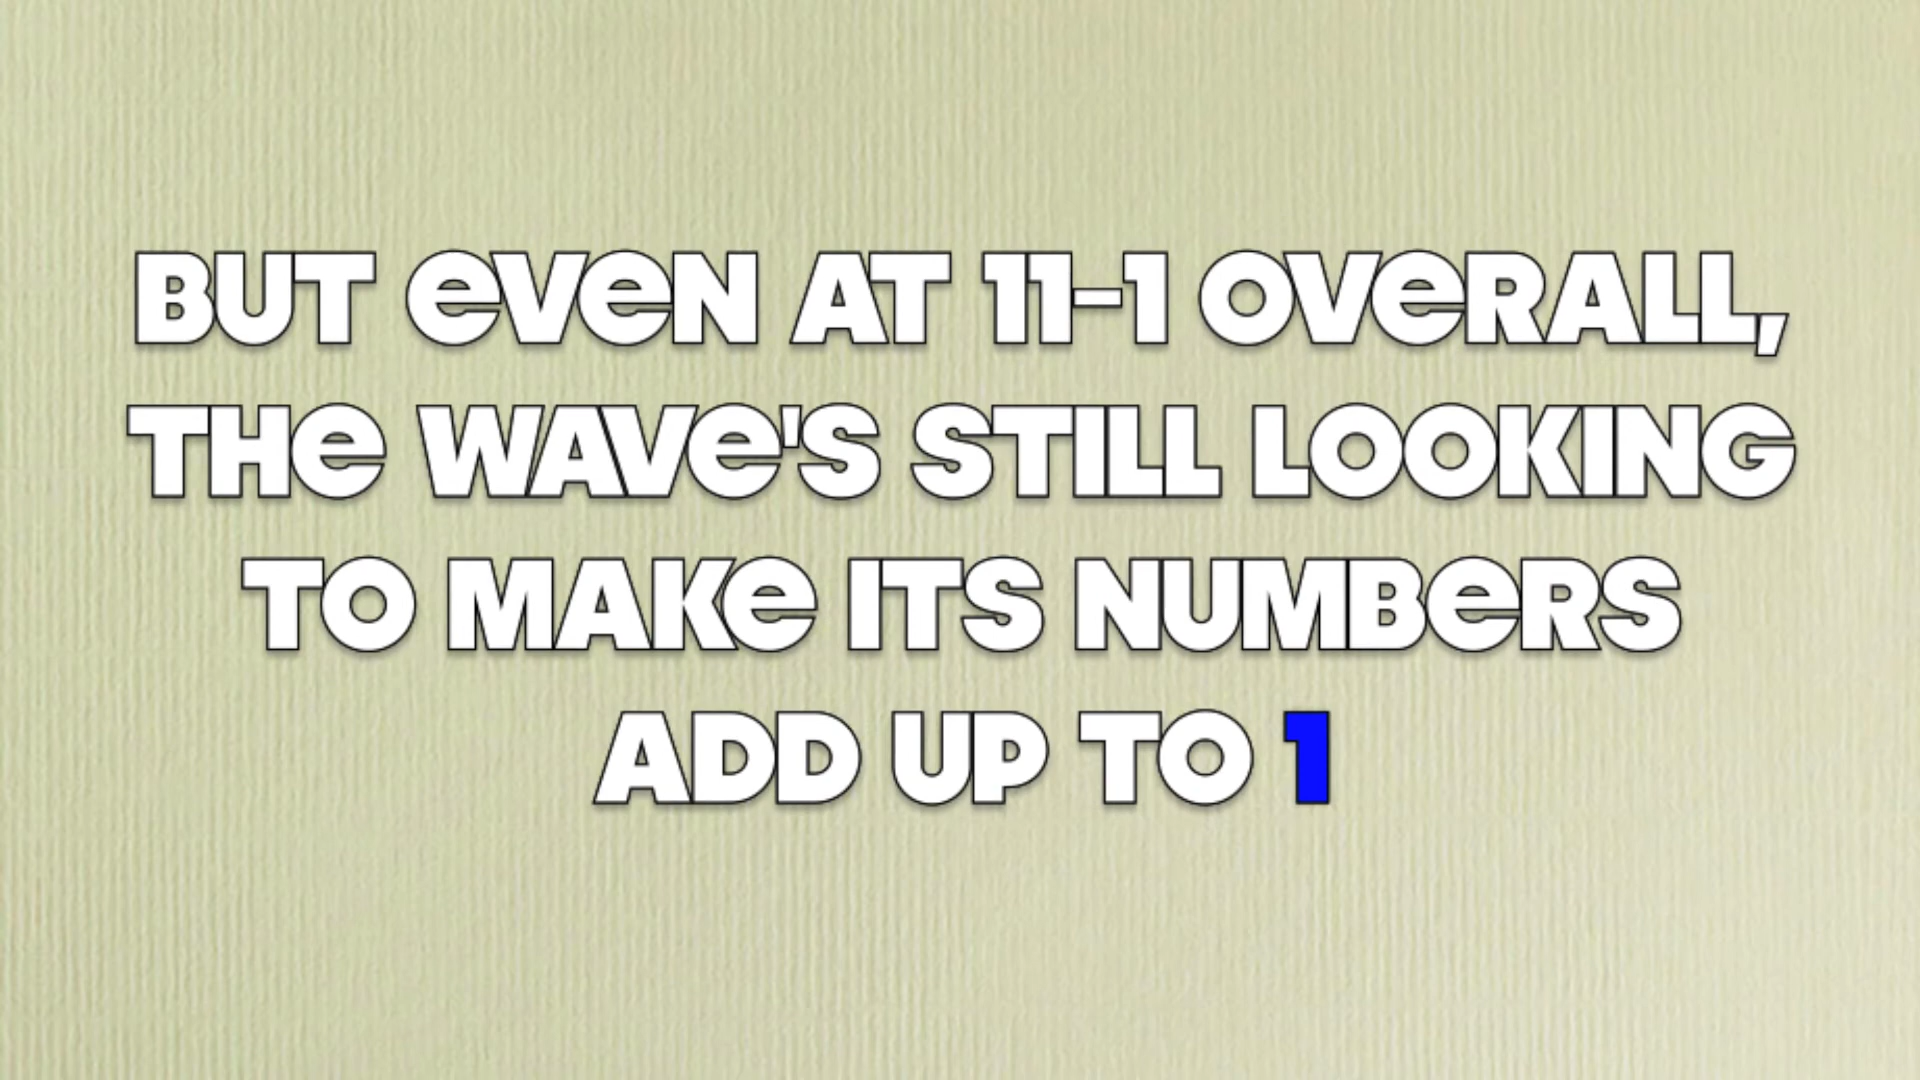 BUT EVEN AT 11-1 OVERALL,
THE WAVE'S STILL LOOKING
TO MAKE ITS NUMBERS
ADD UP TO 1